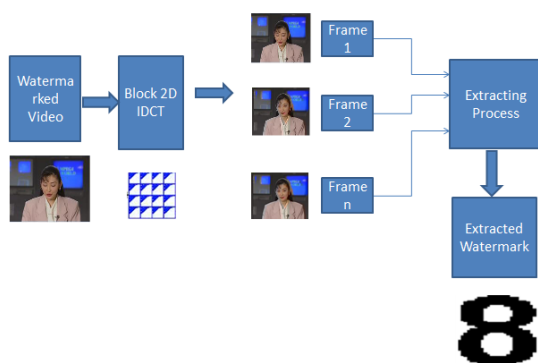 Waterma
rked
Video
Block 2D
IDCT
Frame
1
Frame
2
Frame
n
Extracting
Process
Extracted
Watermark
8